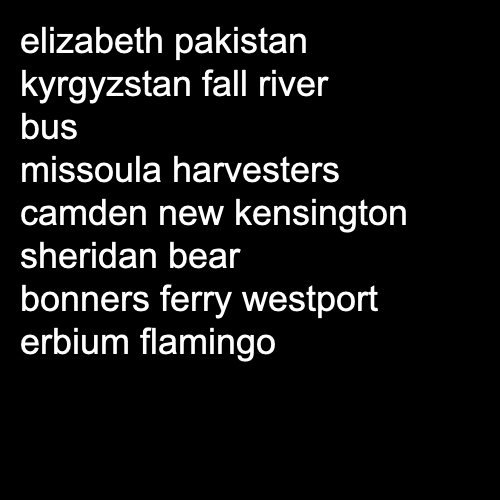 elizabeth pakistan
kyrgyzstan fall river
bus
missoula harvesters
camden new kensington
sheridan bear
bonners ferry westport
erbium flamingo